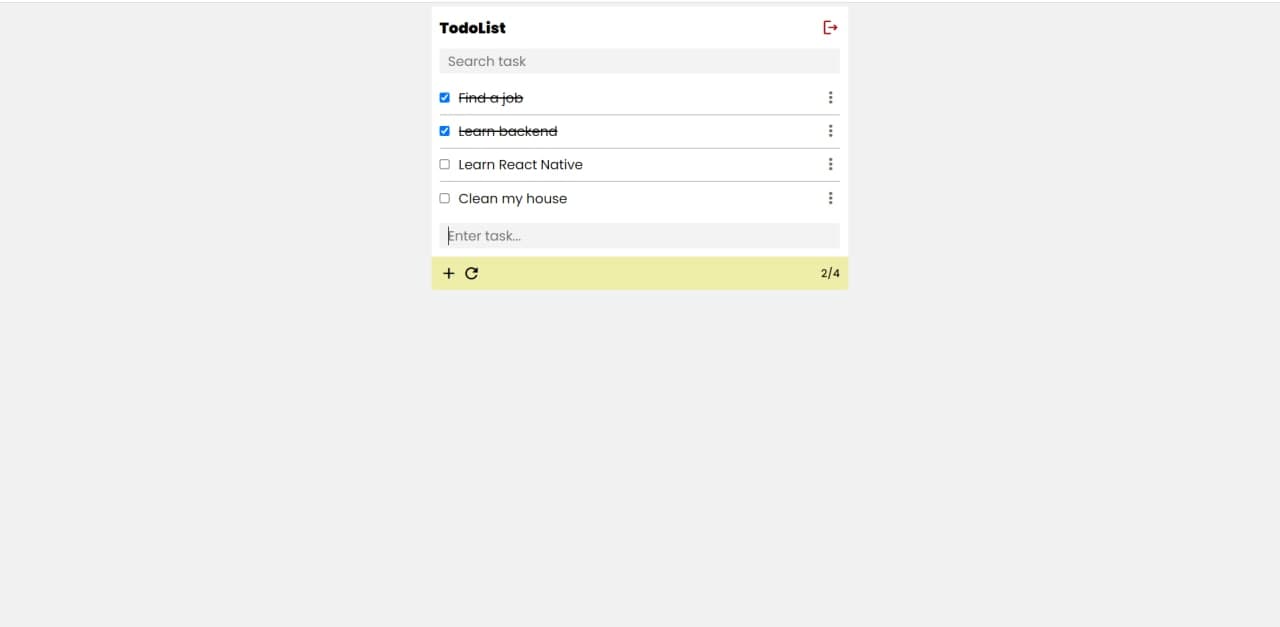 TodoList
Search task
Find a job
Learn backend
Learn React Native
Clean my house
Enter task...
2/4